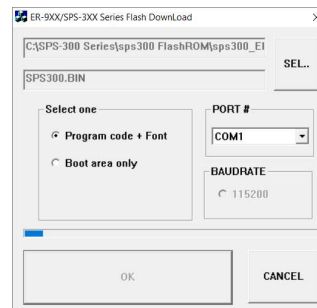 ER-9XX/SPS-3XX Series Flash DownLoad
C:\SPS-300 Series\sps300 FlashROM\sps300_El
SEL..
SPS300.BIN
Select one
Program code + Font
Boot area only
PORT #
COM1
BAUDRATE
115200
OK
CANCEL